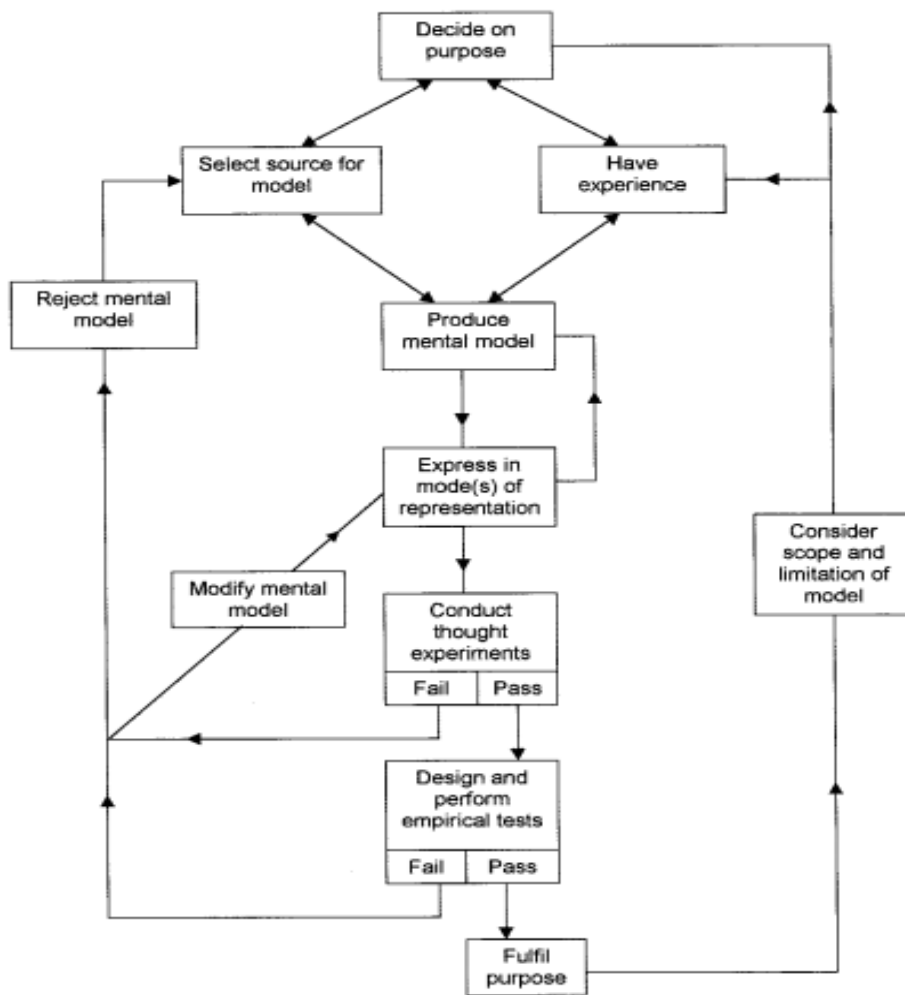 Decide on
purpose
Select source for
model
Have
experience
Reject mental
model
Produce
mental model
Express in
mode(s) of
representation
Consider
scope and
limitation of
model
Modify mental
model
Conduct
thought
experiments
Fail
Pass
Design and
perform
empirical tests
Fail
Pass
Fulfil
purpose